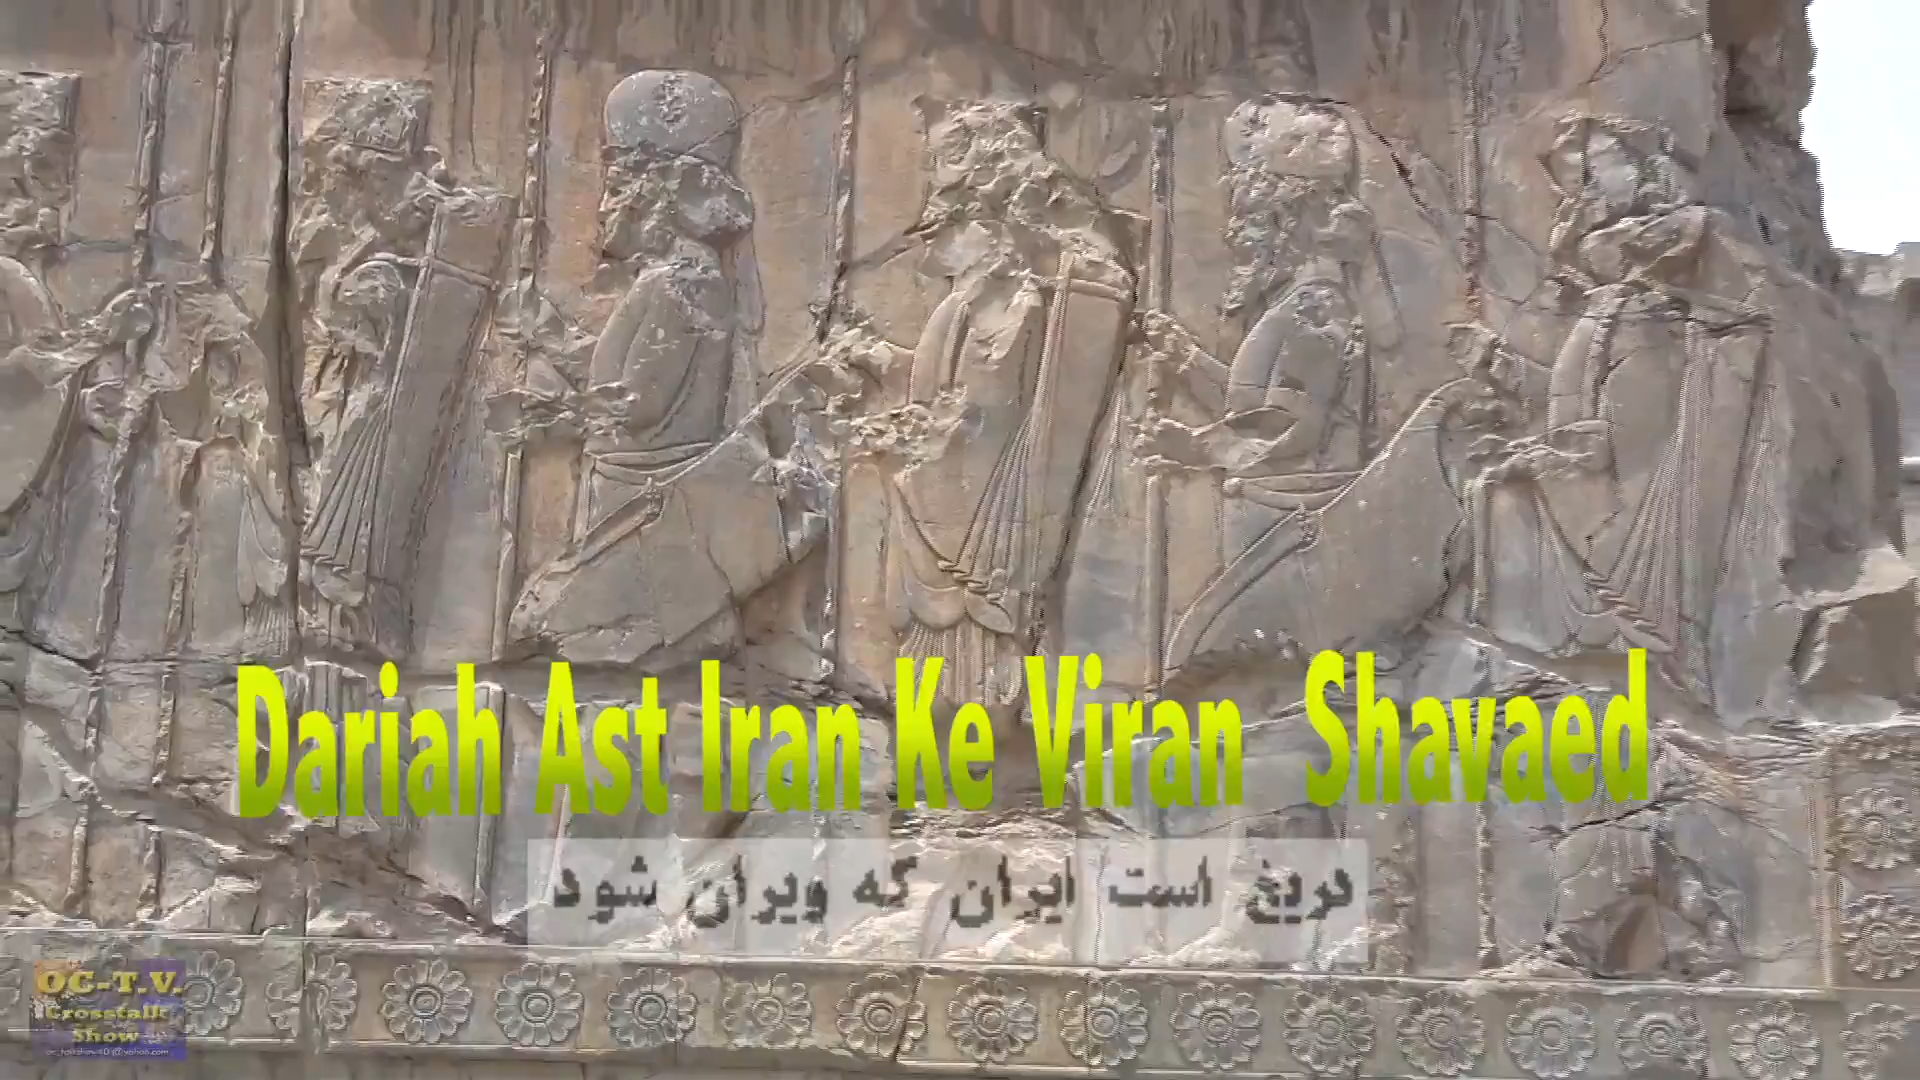 Dariah Ast Iran Ke Viran Shavaed
دریغ است ایران که ویران شود
OC-T.V.
Crosstalk
Show